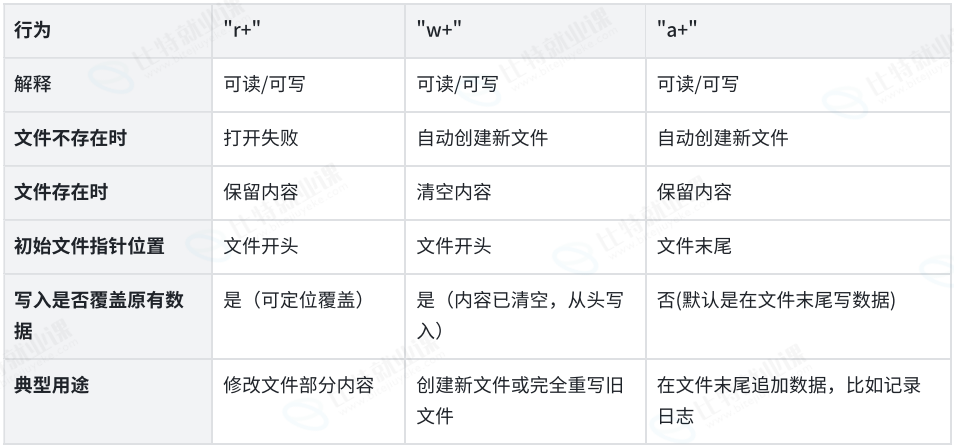 行为 "r+" "w+" "a+"
解释 可读/可写 可读/可写 可读/可写
文件不存在时 打开失败 自动创建新文件 自动创建新文件
文件存在时 保留内容 清空内容 保留内容
初始文件指针位置 文件开头 文件开头 文件末尾
写入是否覆盖原有数 是（可定位覆盖） 是（内容已清空，从头写 否(默认是在文件末尾写数据)
据 入）
典型用途 修改文件部分内容 创建新文件或完全重写旧 在文件末尾追加数据，比如记录
文件 日志
比特就业课